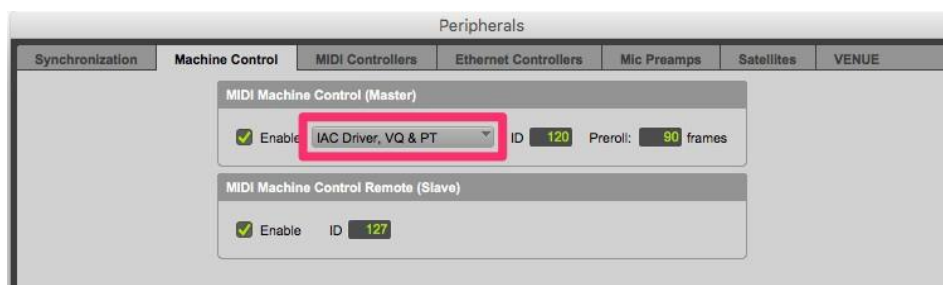 Peripherals
Synchronization Machine Control MIDI Controllers Ethernet Controllers Mic Preamps Satellites VENUE
MIDI Machine Control (Master)
Enable IAC Driver, VQ & PT ID 120 Preroll: 90 frames
MIDI Machine Control Remote (Slave)
Enable ID 127